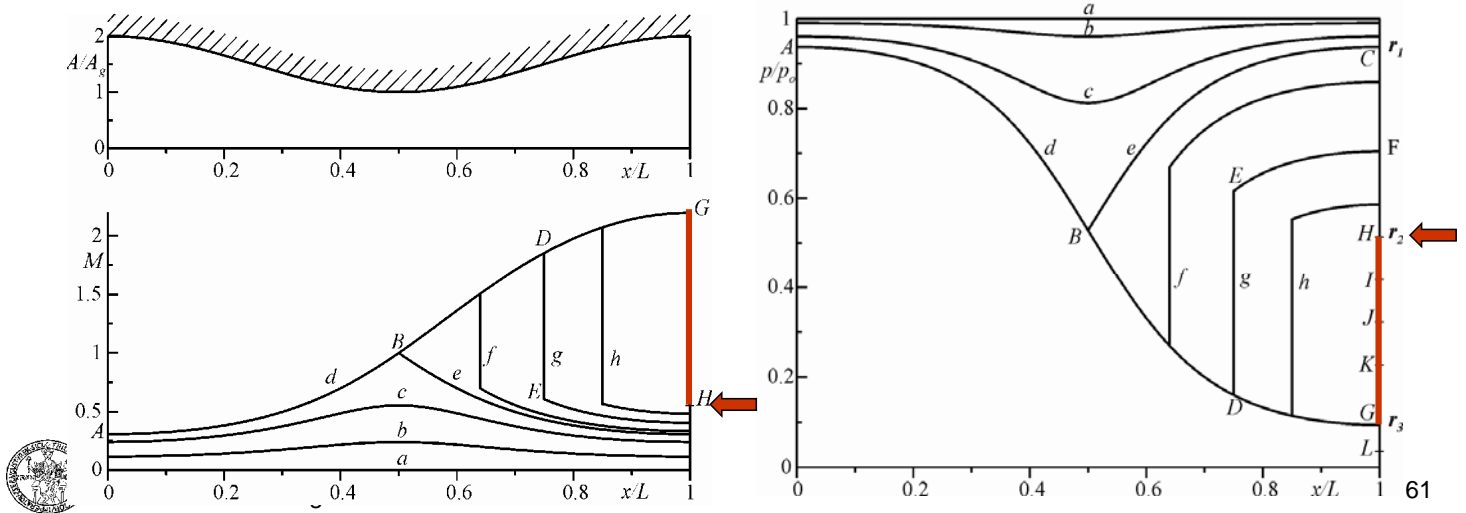 2
A/A_g
1
0
0 0.2 0.4 0.6 0.8 x/L 1
2
M
1.5
1
0.5
A
0
G
D
B
d
e
f
g
h
E
H
c
b
a
0 0.2 0.4 0.6 0.8 x/L 1
1
A
p/p_o
0.8
0.6
0.4
0.2
0
a
b
c
d
e
B
f
E
g
D
h
C r_1
F
H r_2
I
J
K
G r_3
L
0 0.2 0.4 0.6 0.8 x/L 1
61